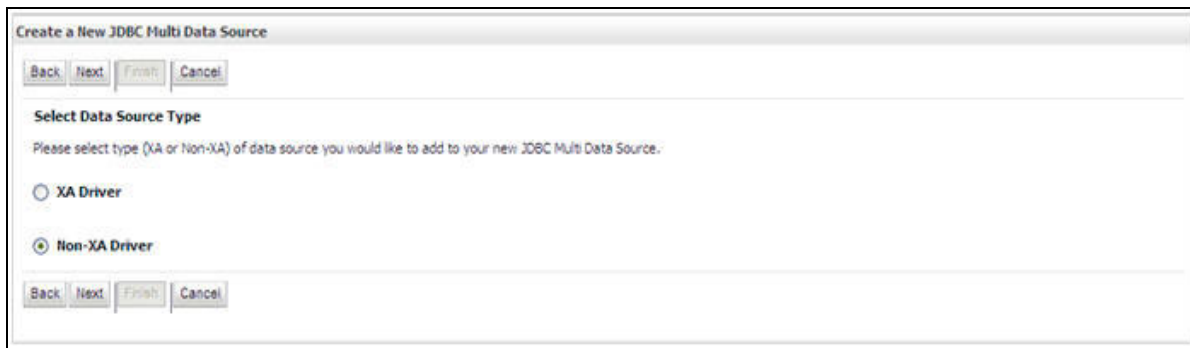 Create a New JDBC Multi Data Source
Back Next Finish Cancel
Select Data Source Type
Please select type (XA or Non-XA) of data source you would like to add to your new JDBC Multi Data Source.
XA Driver
Non-XA Driver
Back Next Finish Cancel